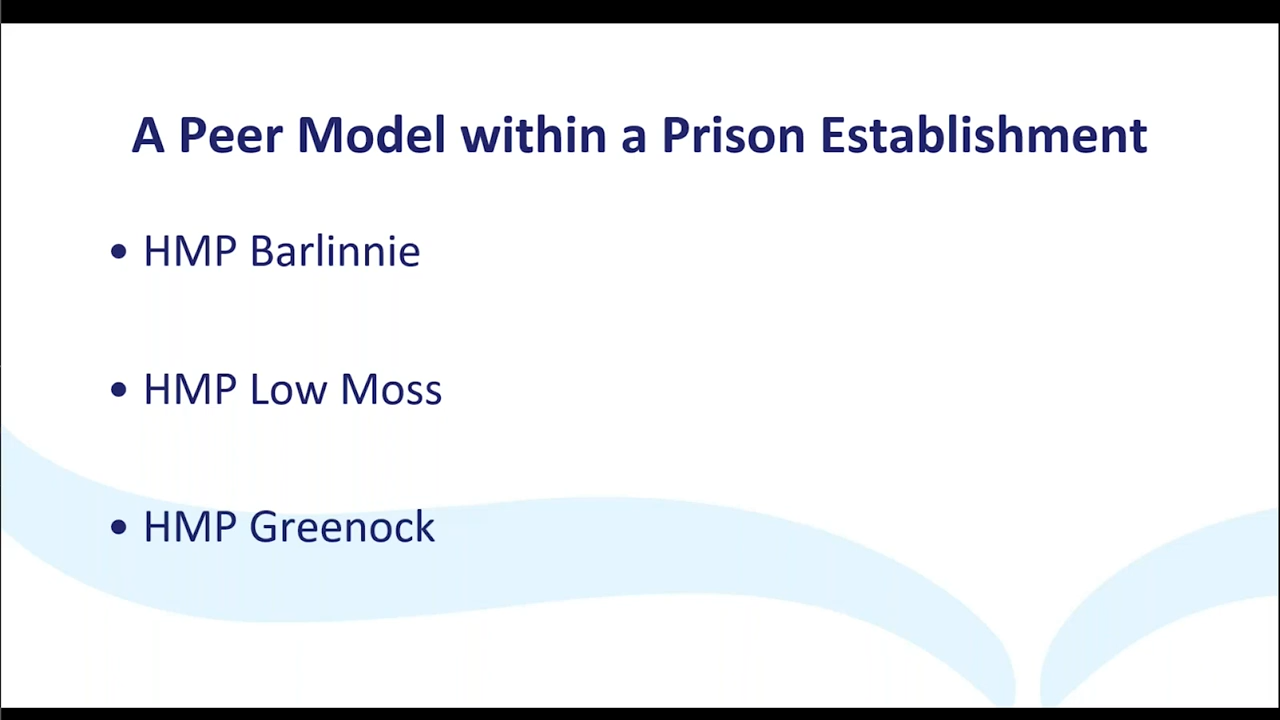 A Peer Model within a Prison Establishment
• HMP Barlinnie
• HMP Low Moss
• HMP Greenock